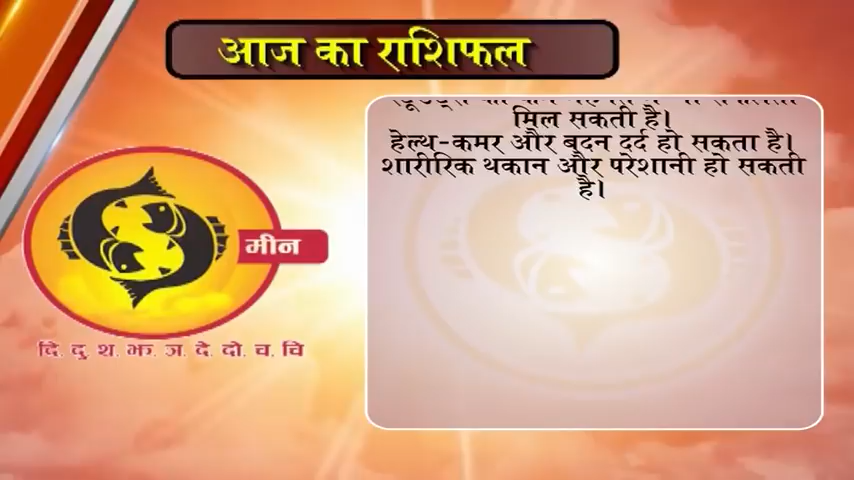 आज का राशिफल
मिल सकती है।
हेल्थ-कमर और बदन दर्द हो सकता है।
शारीरिक थकान और परेशानी हो सकती
है।
मीन
दि. दु. श. झ. ञ. दे. दो. च. चि